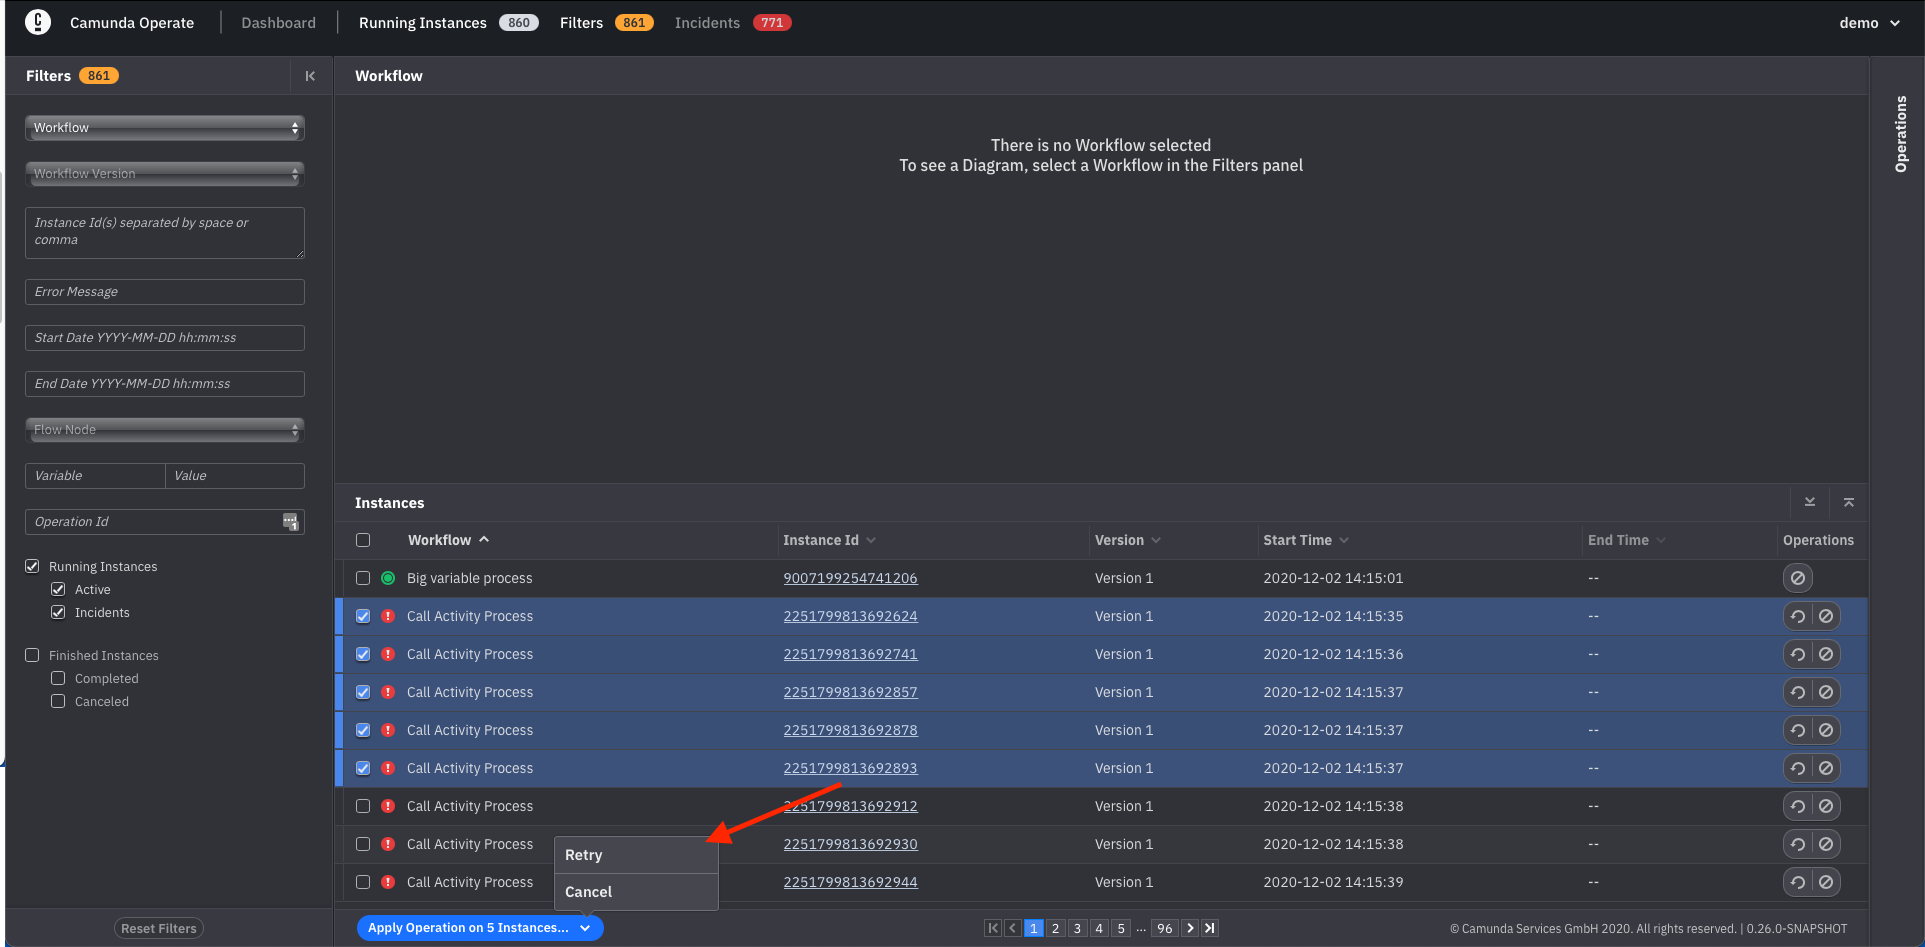 Camunda Operate Dashboard Running Instances 860 Filters 861 Incidents 771 demo
Filters 861
Workflow
Workflow Version
Instance Id(s) separated by space or
comma
Error Message
Start Date YYYY-MM-DD hh:mm:ss
End Date YYYY-MM-DD hh:mm:ss
Flow Node
Variable Value
Operation Id
1
Running Instances
Active
Incidents
Finished Instances
Completed
Canceled
Reset Filters
Workflow
There is no Workflow selected
To see a Diagram, select a Workflow in the Filters panel
Operations
Instances
Workflow Instance Id Version Start Time End Time Operations
Big variable process 9007199254741206 Version 1 2020-12-02 14:15:01 --
Call Activity Process 2251799813692624 Version 1 2020-12-02 14:15:35 --
Call Activity Process 2251799813692741 Version 1 2020-12-02 14:15:36 --
Call Activity Process 2251799813692857 Version 1 2020-12-02 14:15:37 --
Call Activity Process 2251799813692878 Version 1 2020-12-02 14:15:37 --
Call Activity Process 2251799813692893 Version 1 2020-12-02 14:15:37 --
Call Activity Process 2251799813692912 Version 1 2020-12-02 14:15:38 --
Call Activity Process 2251799813692930 Version 1 2020-12-02 14:15:38 --
Call Activity Process 2251799813692944 Version 1 2020-12-02 14:15:39 --
Retry
Cancel
Apply Operation on 5 Instances... 1 2 3 4 5 ... 96 © Camunda Services GmbH 2020. All rights reserved. | 0.26.0-SNAPSHOT